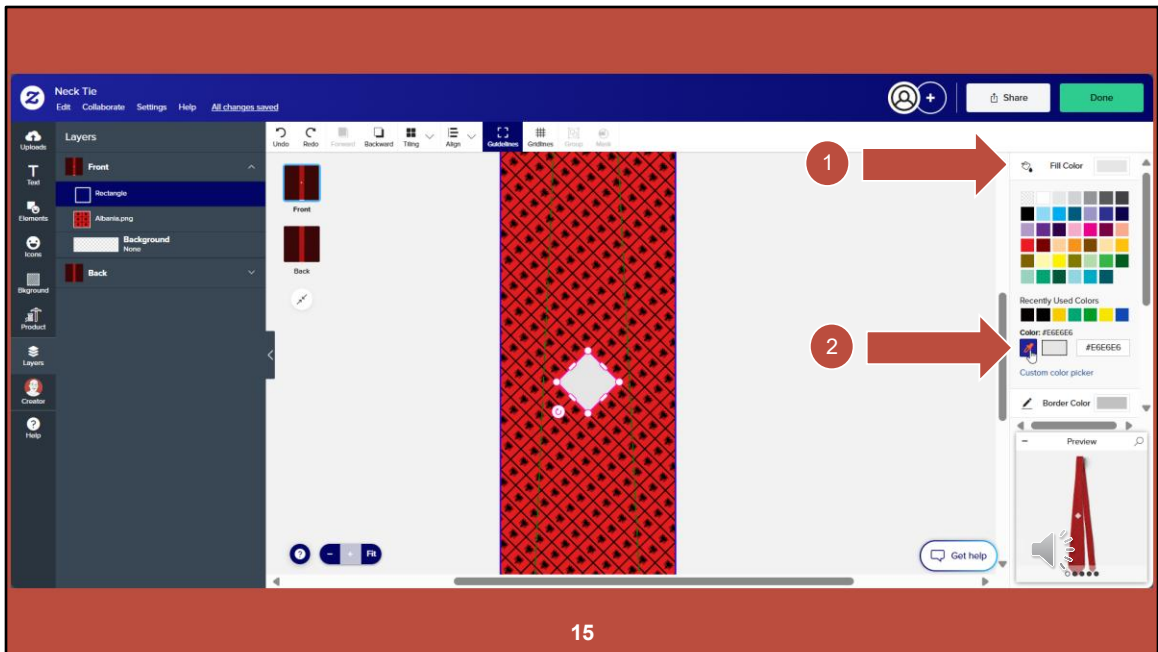 Neck Tie
Edit Collaborate Settings Help All changes saved
Share
Done
Uploads
Text
Elements
Icons
Bkground
Product
Layers
Creator
Help
Layers
Front
Rectangle
Albania.png
Background
None
Back
Undo Redo Forward Backward Tiling Align Guidelines Gridlines Group Mask
Front
Back
1
Fill Color
Recently Used Colors
Color: #E6E6E6
2
#E6E6E6
Custom color picker
Border Color
Preview
? - + Fit
Get help
15